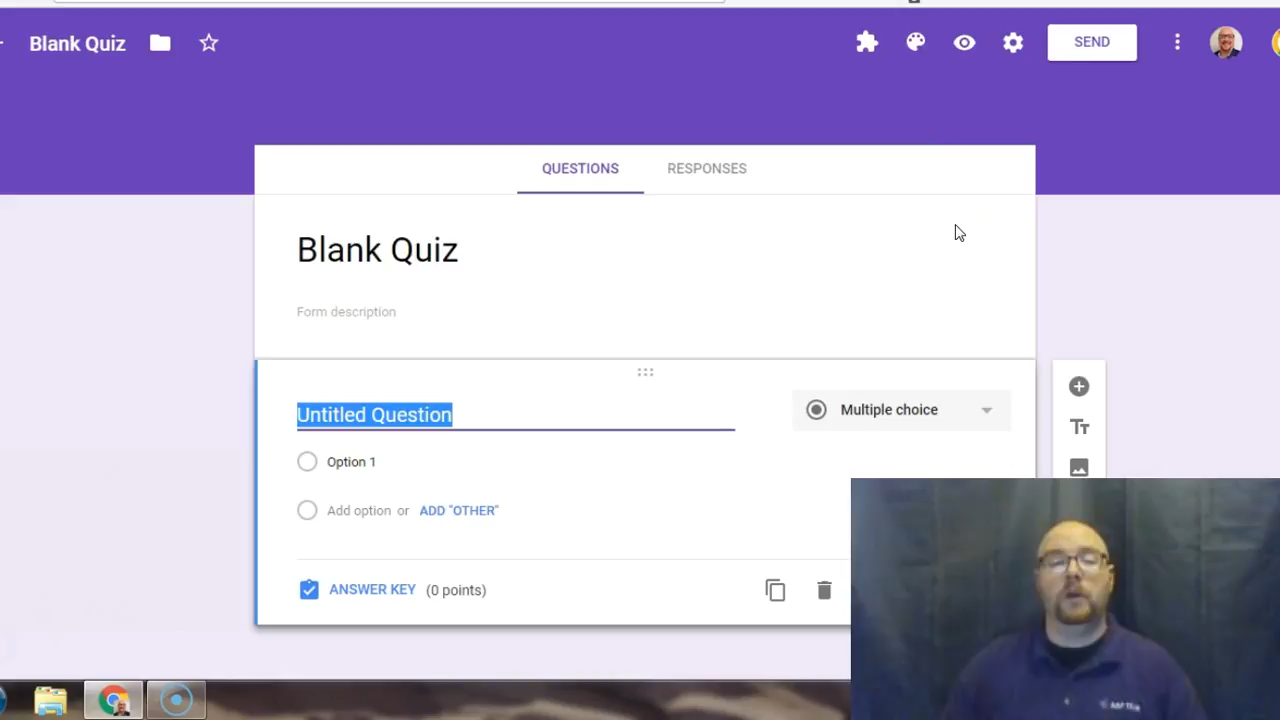 Blank Quiz
SEND
QUESTIONS RESPONSES
Blank Quiz
Form description
Untitled Question
Multiple choice
Option 1
Add option or ADD "OTHER"
ANSWER KEY (0 points)